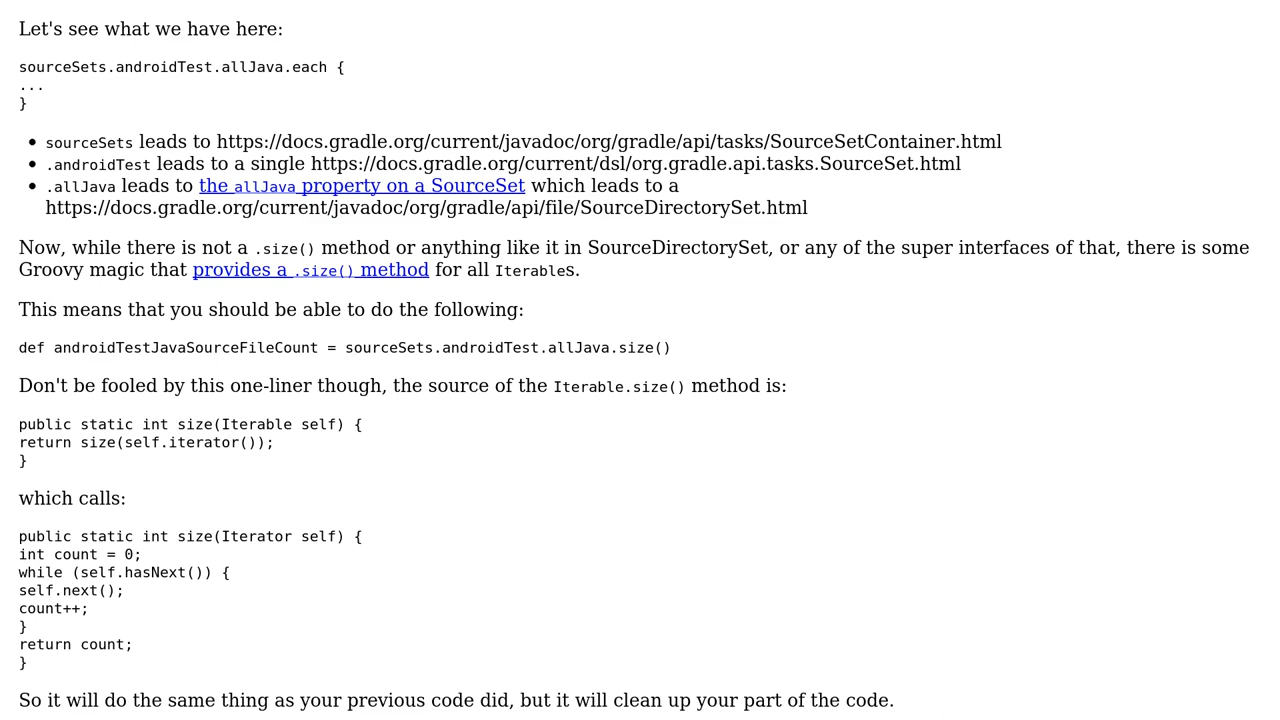 Let's see what we have here:
sourceSets.androidTest.allJava.each {
...
}
• sourceSets leads to https://docs.gradle.org/current/javadoc/org/gradle/api/tasks/SourceSetContainer.html
• .androidTest leads to a single https://docs.gradle.org/current/dsl/org.gradle.api.tasks.SourceSet.html
• .allJava leads to the allJava property on a SourceSet which leads to a
https://docs.gradle.org/current/javadoc/org/gradle/api/file/SourceDirectorySet.html
Now, while there is not a .size() method or anything like it in SourceDirectorySet, or any of the super interfaces of that, there is some
Groovy magic that provides a .size() method for all Iterables.
This means that you should be able to do the following:
def androidTestJavaSourceFileCount = sourceSets.androidTest.allJava.size()
Don't be fooled by this one-liner though, the source of the Iterable.size() method is:
public static int size(Iterable self) {
return size(self.iterator());
}
which calls:
public static int size(Iterator self) {
int count = 0;
while (self.hasNext()) {
self.next();
count++;
}
return count;
}
So it will do the same thing as your previous code did, but it will clean up your part of the code.